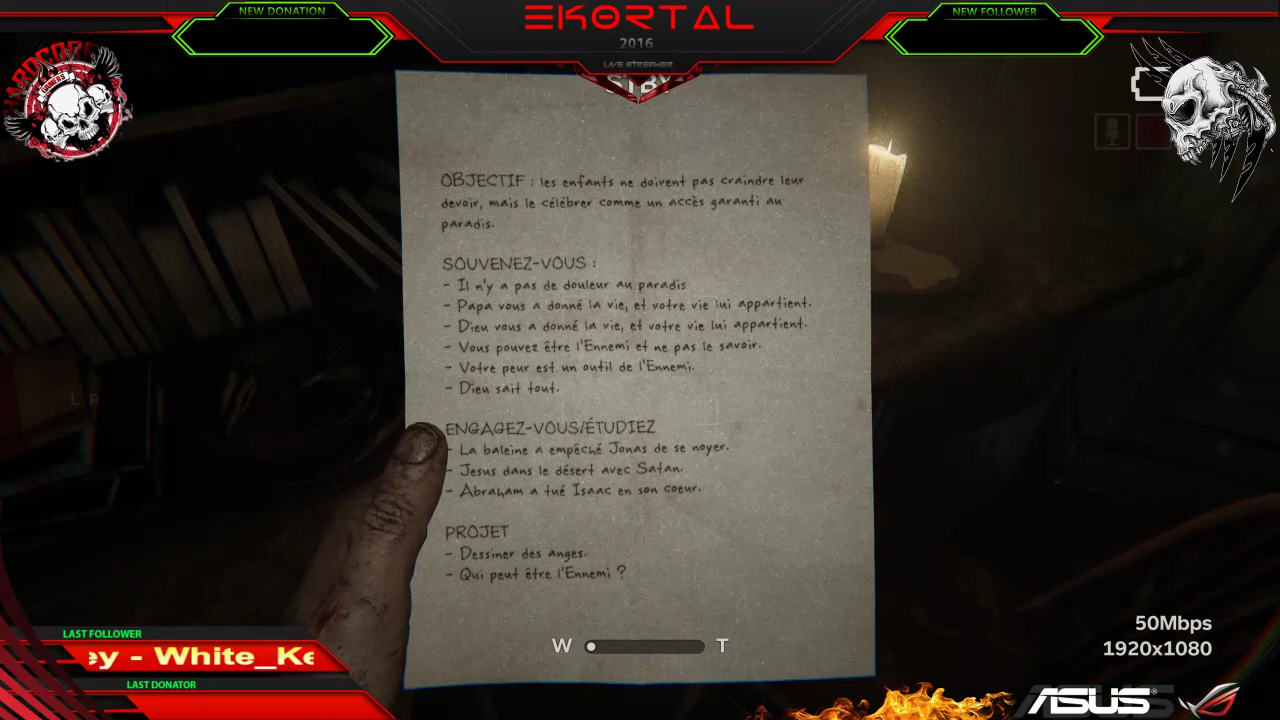 NEW DONATION
EKORTAL
NEW FOLLOWER
2016
LIVE STREAMER
STBY
HARDCORE
GAMERS
OBJECTIF : les enfants ne doivent pas craindre leur
devoir, mais le célébrer comme un accès garanti au
paradis.
SOUVENEZ-VOUS :
- Il n'y a pas de douleur au paradis
- Papa vous a donné la vie, et votre vie lui appartient.
- Dieu vous a donné la vie, et votre vie lui appartient.
- Vous pouvez être l'Ennemi et ne pas le savoir.
- Votre peur est un outil de l'Ennemi.
- Dieu sait tout.
L R
ENGAGEZ-VOUS/ÉTUDIEZ
- La baleine a empêché Jonas de se noyer.
- Jesus dans le désert avec Satan.
- Abraham a tué Isaac en son coeur.
PROJET
- Dessiner des anges.
- Qui peut être l'Ennemi ?
W T
50Mbps
1920x1080
LAST FOLLOWER
ey - White_Ke
LAST DONATOR
ASUS